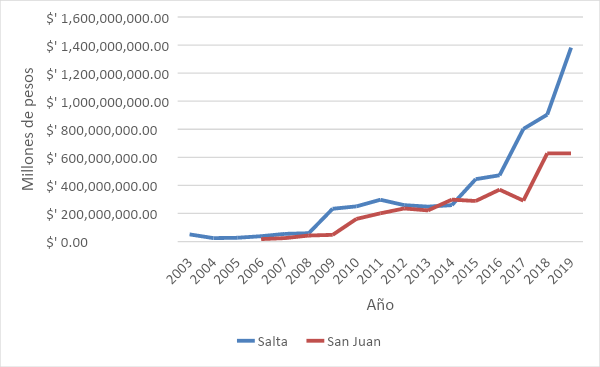 $' 1,600,000,000.00
$' 1,400,000,000.00
$' 1,200,000,000.00
$' 1,000,000,000.00
$' 800,000,000.00
$' 600,000,000.00
$' 400,000,000.00
$' 200,000,000.00
$' 0.00
Millones de pesos
2003 2004 2005 2006 2007 2008 2009 2010 2011 2012 2013 2014 2015 2016 2017 2018 2019
Año
Salta San Juan